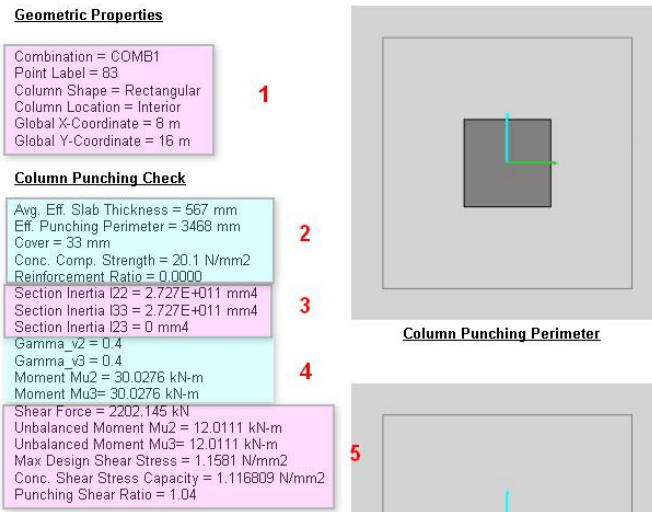 Geometric Properties
Combination = COMB1
Point Label = 83
Column Shape = Rectangular
Column Location = Interior
Global X-Coordinate = 8 m
Global Y-Coordinate = 16 m
1
Column Punching Check
Avg. Eff. Slab Thickness = 567 mm
Eff. Punching Perimeter = 3468 mm
Cover = 33 mm
Conc. Comp. Strength = 20.1 N/mm2
Reinforcement Ratio = 0.0000
2
Section Inertia I22 = 2.727E+011 mm4
Section Inertia I33 = 2.727E+011 mm4
Section Inertia I23 = 0 mm4
3
Gamma_v2 = 0.4
Gamma_v3 = 0.4
Moment Mu2 = 30.0276 kN-m
Moment Mu3= 30.0276 kN-m
4
Shear Force = 2202.145 kN
Unbalanced Moment Mu2 = 12.0111 kN-m
Unbalanced Moment Mu3= 12.0111 kN-m
Max Design Shear Stress = 1.1581 N/mm2
Conc. Shear Stress Capacity = 1.116809 N/mm2
Punching Shear Ratio = 1.04
5
Column Punching Perimeter